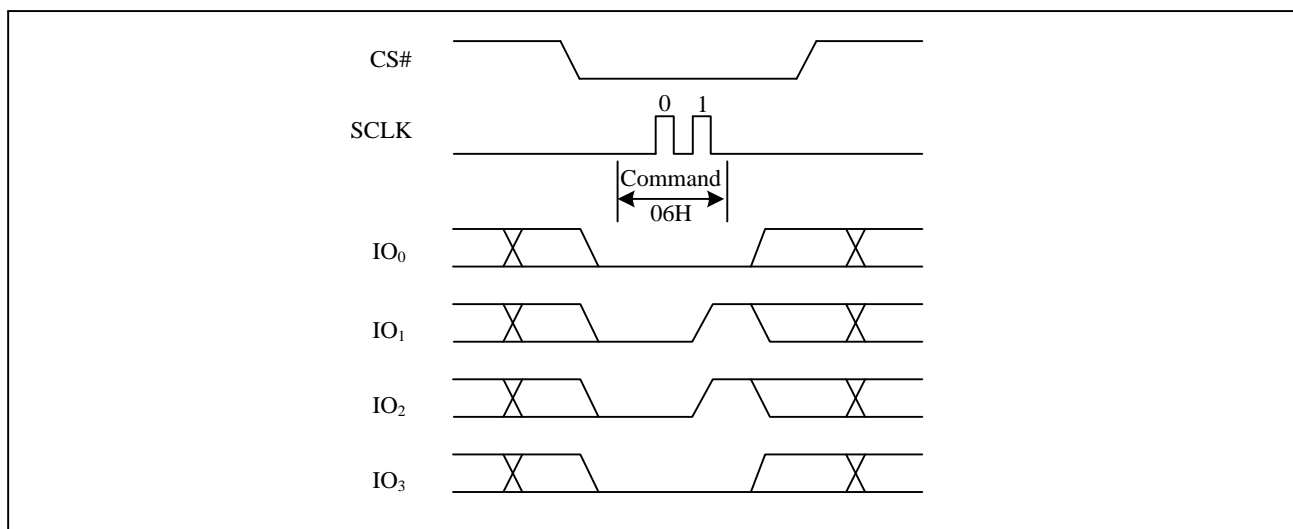 CS#
0 1
SCLK
Command
06H
IO₀
IO₁
IO₂
IO₃